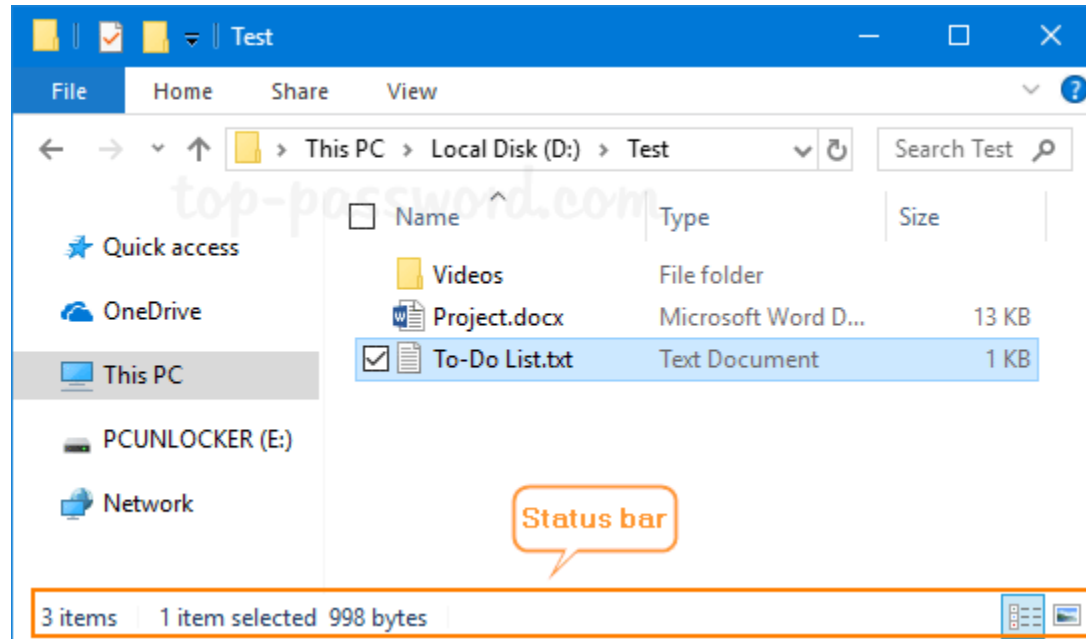 Test
File Home Share View
This PC > Local Disk (D:) > Test
Search Test
top-password.com
Name Type Size
Quick access
OneDrive
This PC
PCUNLOCKER (E:)
Network
Videos File folder
Project.docx Microsoft Word D... 13 KB
To-Do List.txt Text Document 1 KB
Status bar
3 items 1 item selected 998 bytes